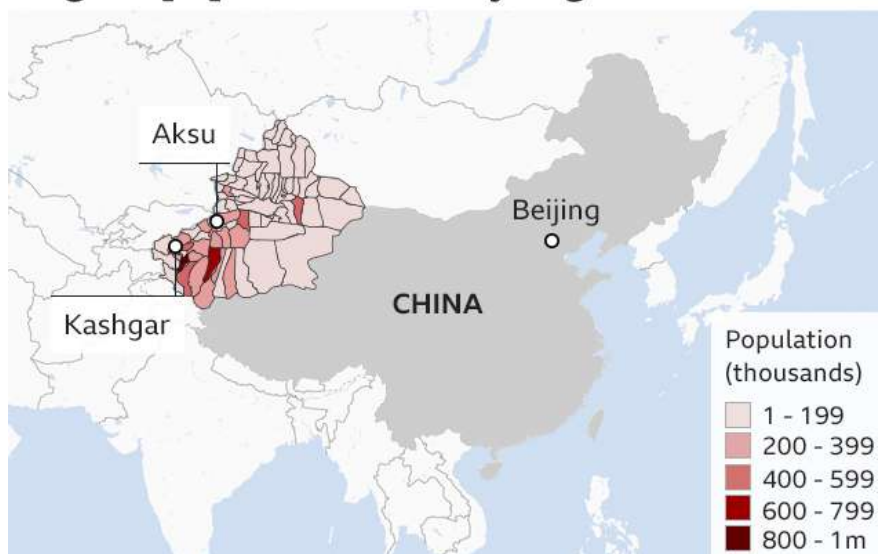 Aksu
Beijing
CHINA
Kashgar
Population
(thousands)
1 - 199
200 - 399
400 - 599
600 - 799
800 - 1m